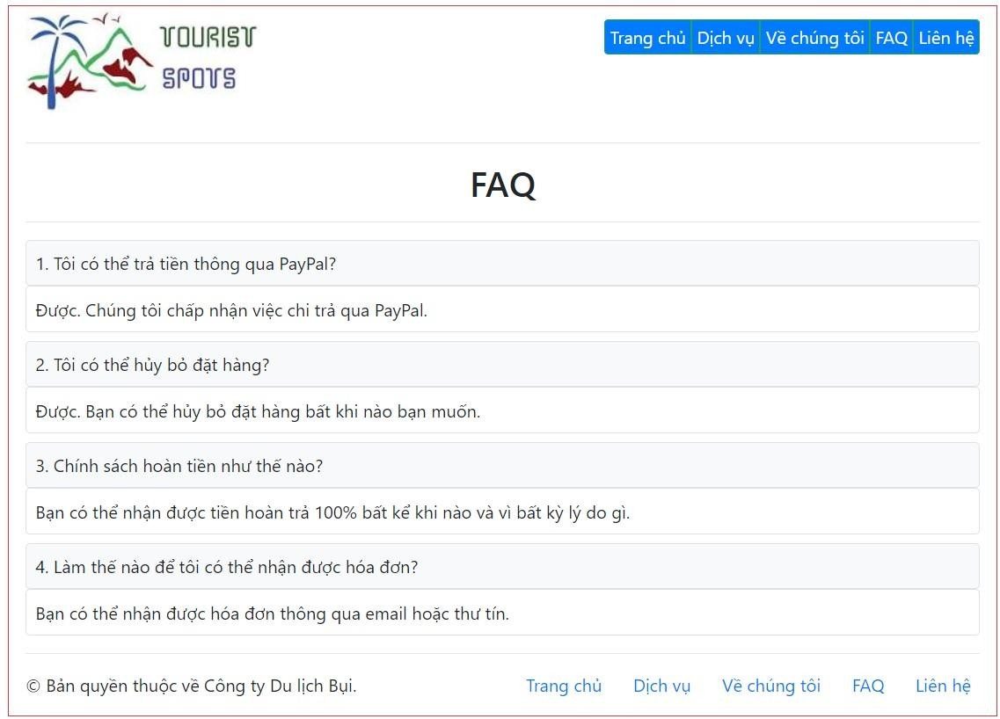 TOURIST
SPOTS
Trang chủ Dịch vụ Về chúng tôi FAQ Liên hệ
FAQ
1. Tôi có thể trả tiền thông qua PayPal?
Được. Chúng tôi chấp nhận việc chi trả qua PayPal.
2. Tôi có thể hủy bỏ đặt hàng?
Được. Bạn có thể hủy bỏ đặt hàng bất khi nào bạn muốn.
3. Chính sách hoàn tiền như thế nào?
Bạn có thể nhận được tiền hoàn trả 100% bất kể khi nào và vì bất kỳ lý do gì.
4. Làm thế nào để tôi có thể nhận được hóa đơn?
Bạn có thể nhận được hóa đơn thông qua email hoặc thư tín.
© Bản quyền thuộc về Công ty Du lịch Bụi. Trang chủ Dịch vụ Về chúng tôi FAQ Liên hệ